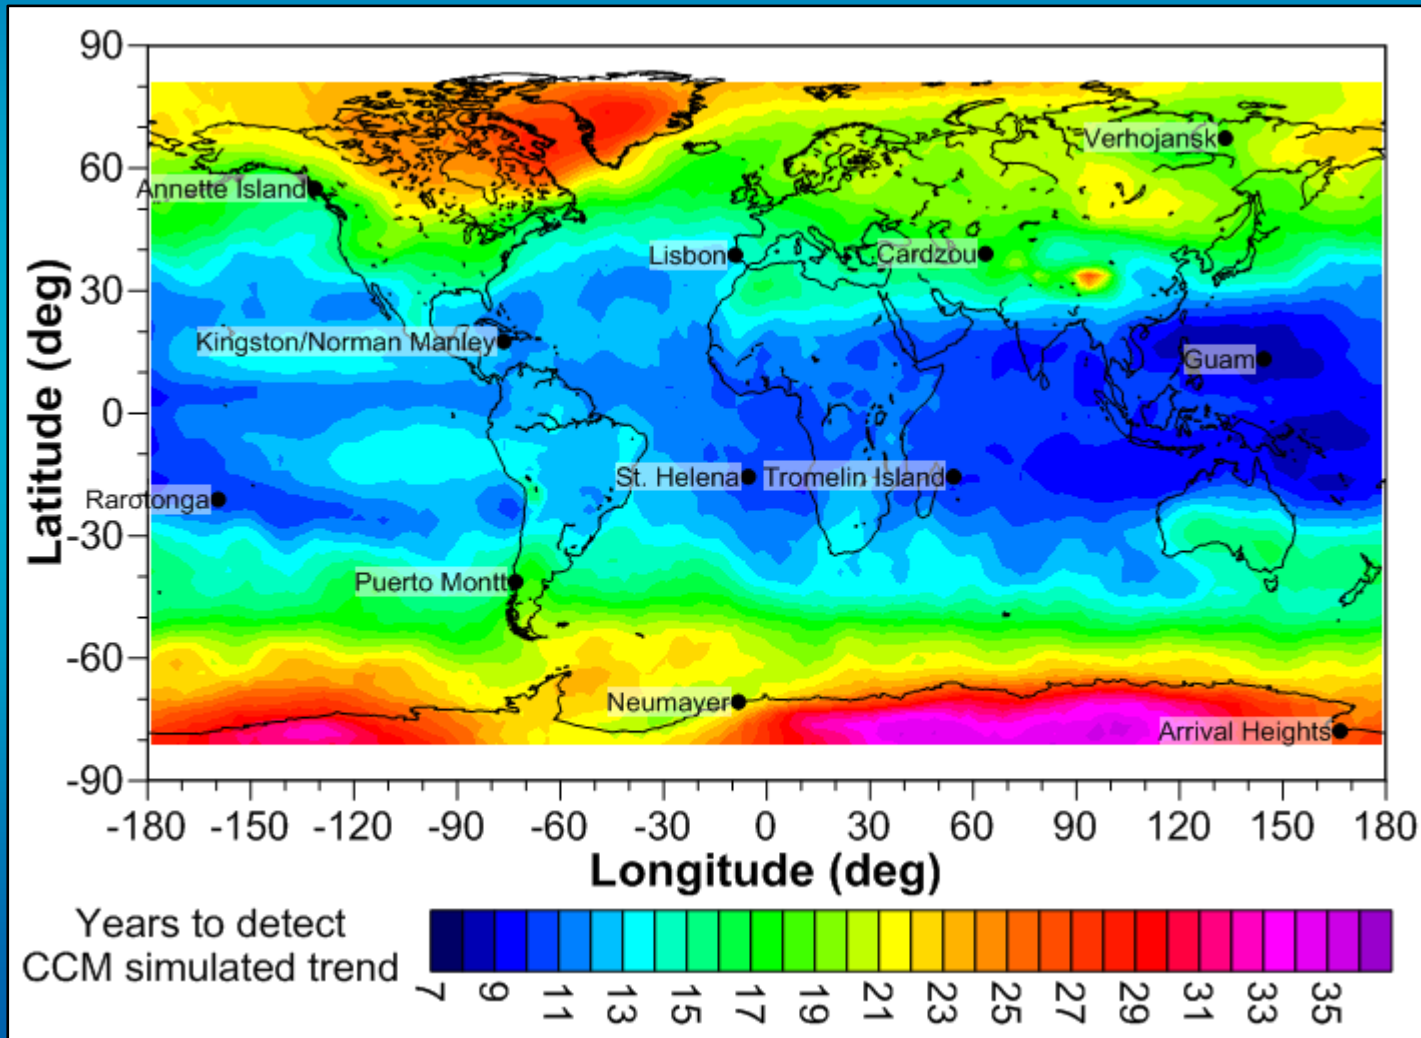 90
60
30
0
-30
-60
-90
Latitude (deg)
Verhojansk
Annette Island
Lisbon
Cardzou
Kingston/Norman Manley
Guam
St. Helena
Tromelin Island
Rarotonga
Puerto Montt
Neumayer
Arrival Heights
-180 -150 -120 -90 -60 -30 0 30 60 90 120 150 180
Longitude (deg)
Years to detect
CCM simulated trend
7 9 11 13 15 17 19 21 23 25 27 29 31 33 35